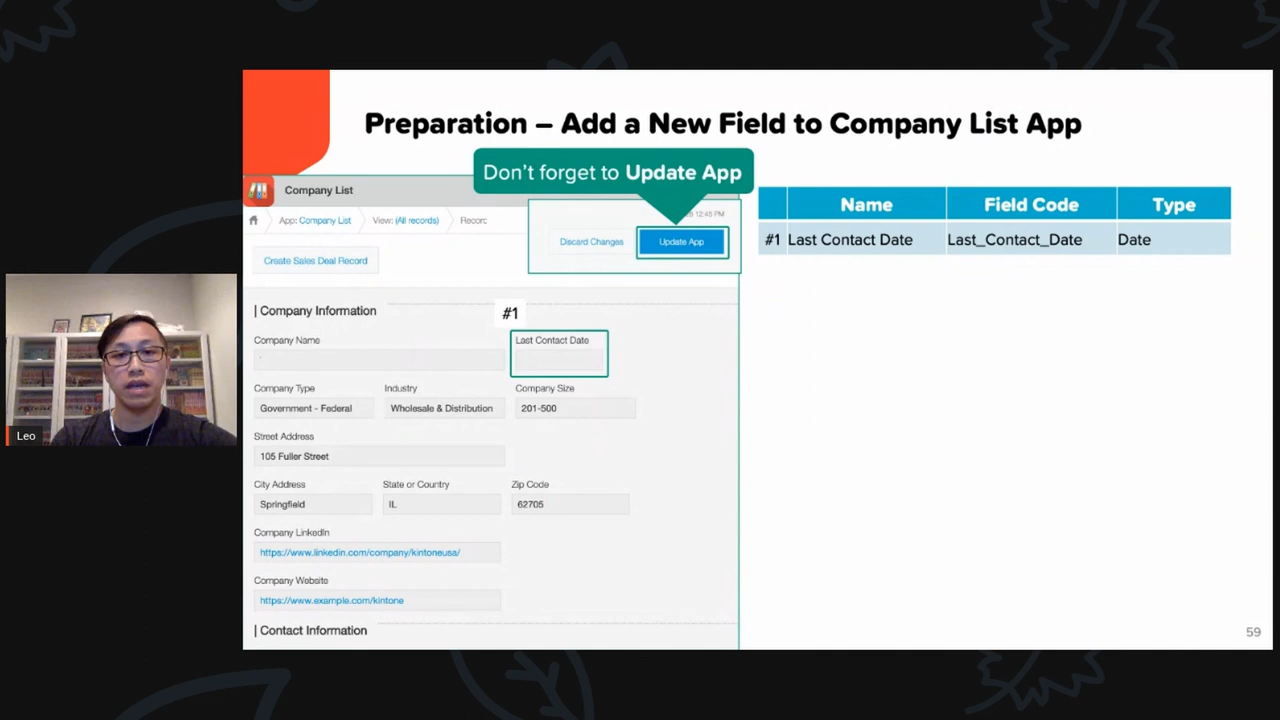 Preparation – Add a New Field to Company List App
Don't forget to Update App
Company List
App: Company List
View: (All records)
Discard Changes
Update App
Create Sales Deal Record
Company Information
#1
Company Name
Last Contact Date
Company Type
Industry
Company Size
Government - Federal
Wholesale & Distribution
201-500
Street Address
105 Fuller Street
City Address
State or Country
Zip Code
Springfield
IL
62705
Company LinkedIn
https://www.linkedin.com/company/kintoneusa/
Company Website
https://www.example.com/kintone
Contact Information
Name Field Code Type
#1 Last Contact Date Last_Contact_Date Date
59
Leo